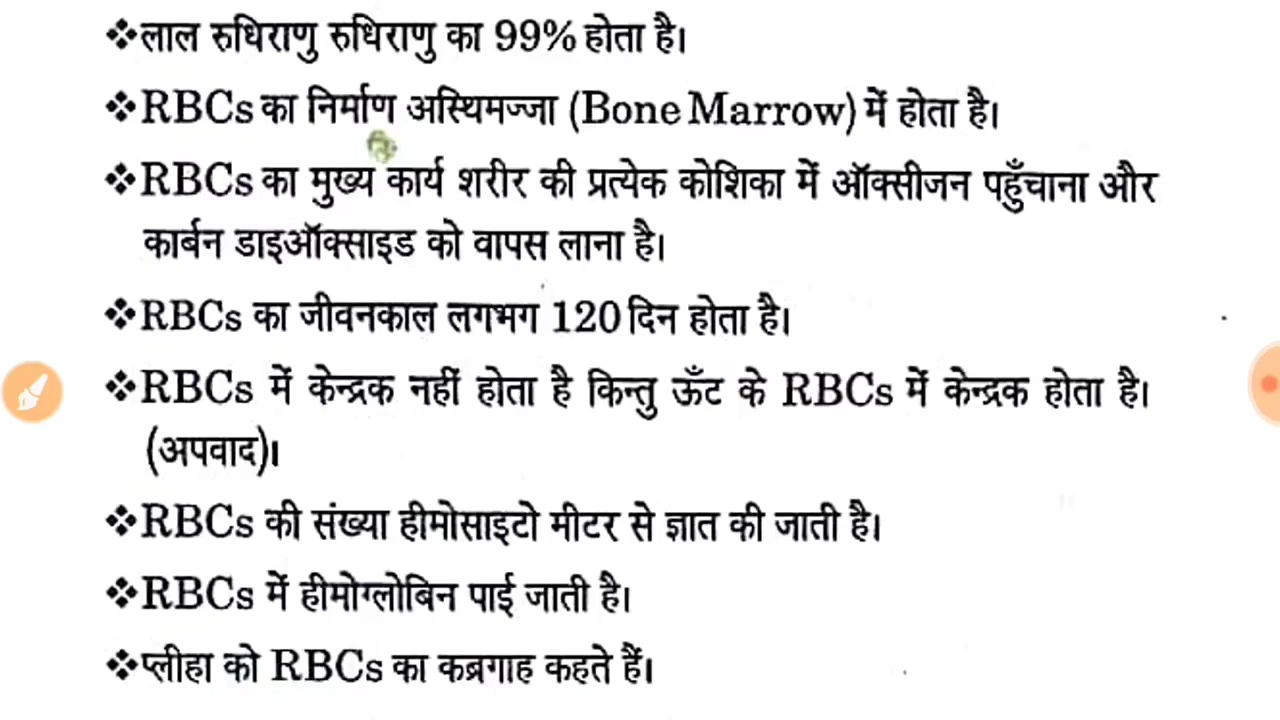 ❖लाल रुधिराणु रुधिराणु का 99% होता है।
❖RBCs का निर्माण अस्थिमज्जा (Bone Marrow) में होता है।
❖RBCs का मुख्य कार्य शरीर की प्रत्येक कोशिका में ऑक्सीजन पहुँचाना और
कार्बन डाइऑक्साइड को वापस लाना है।
❖RBCs का जीवनकाल लगभग 120 दिन होता है।
❖RBCs में केन्द्रक नहीं होता है किन्तु ऊँट के RBCs में केन्द्रक होता है।
(अपवाद)।
❖RBCs की संख्या हीमोसाइटो मीटर से ज्ञात की जाती है।
❖RBCs में हीमोग्लोबिन पाई जाती है।
❖प्लीहा को RBCs का कब्रगाह कहते हैं।